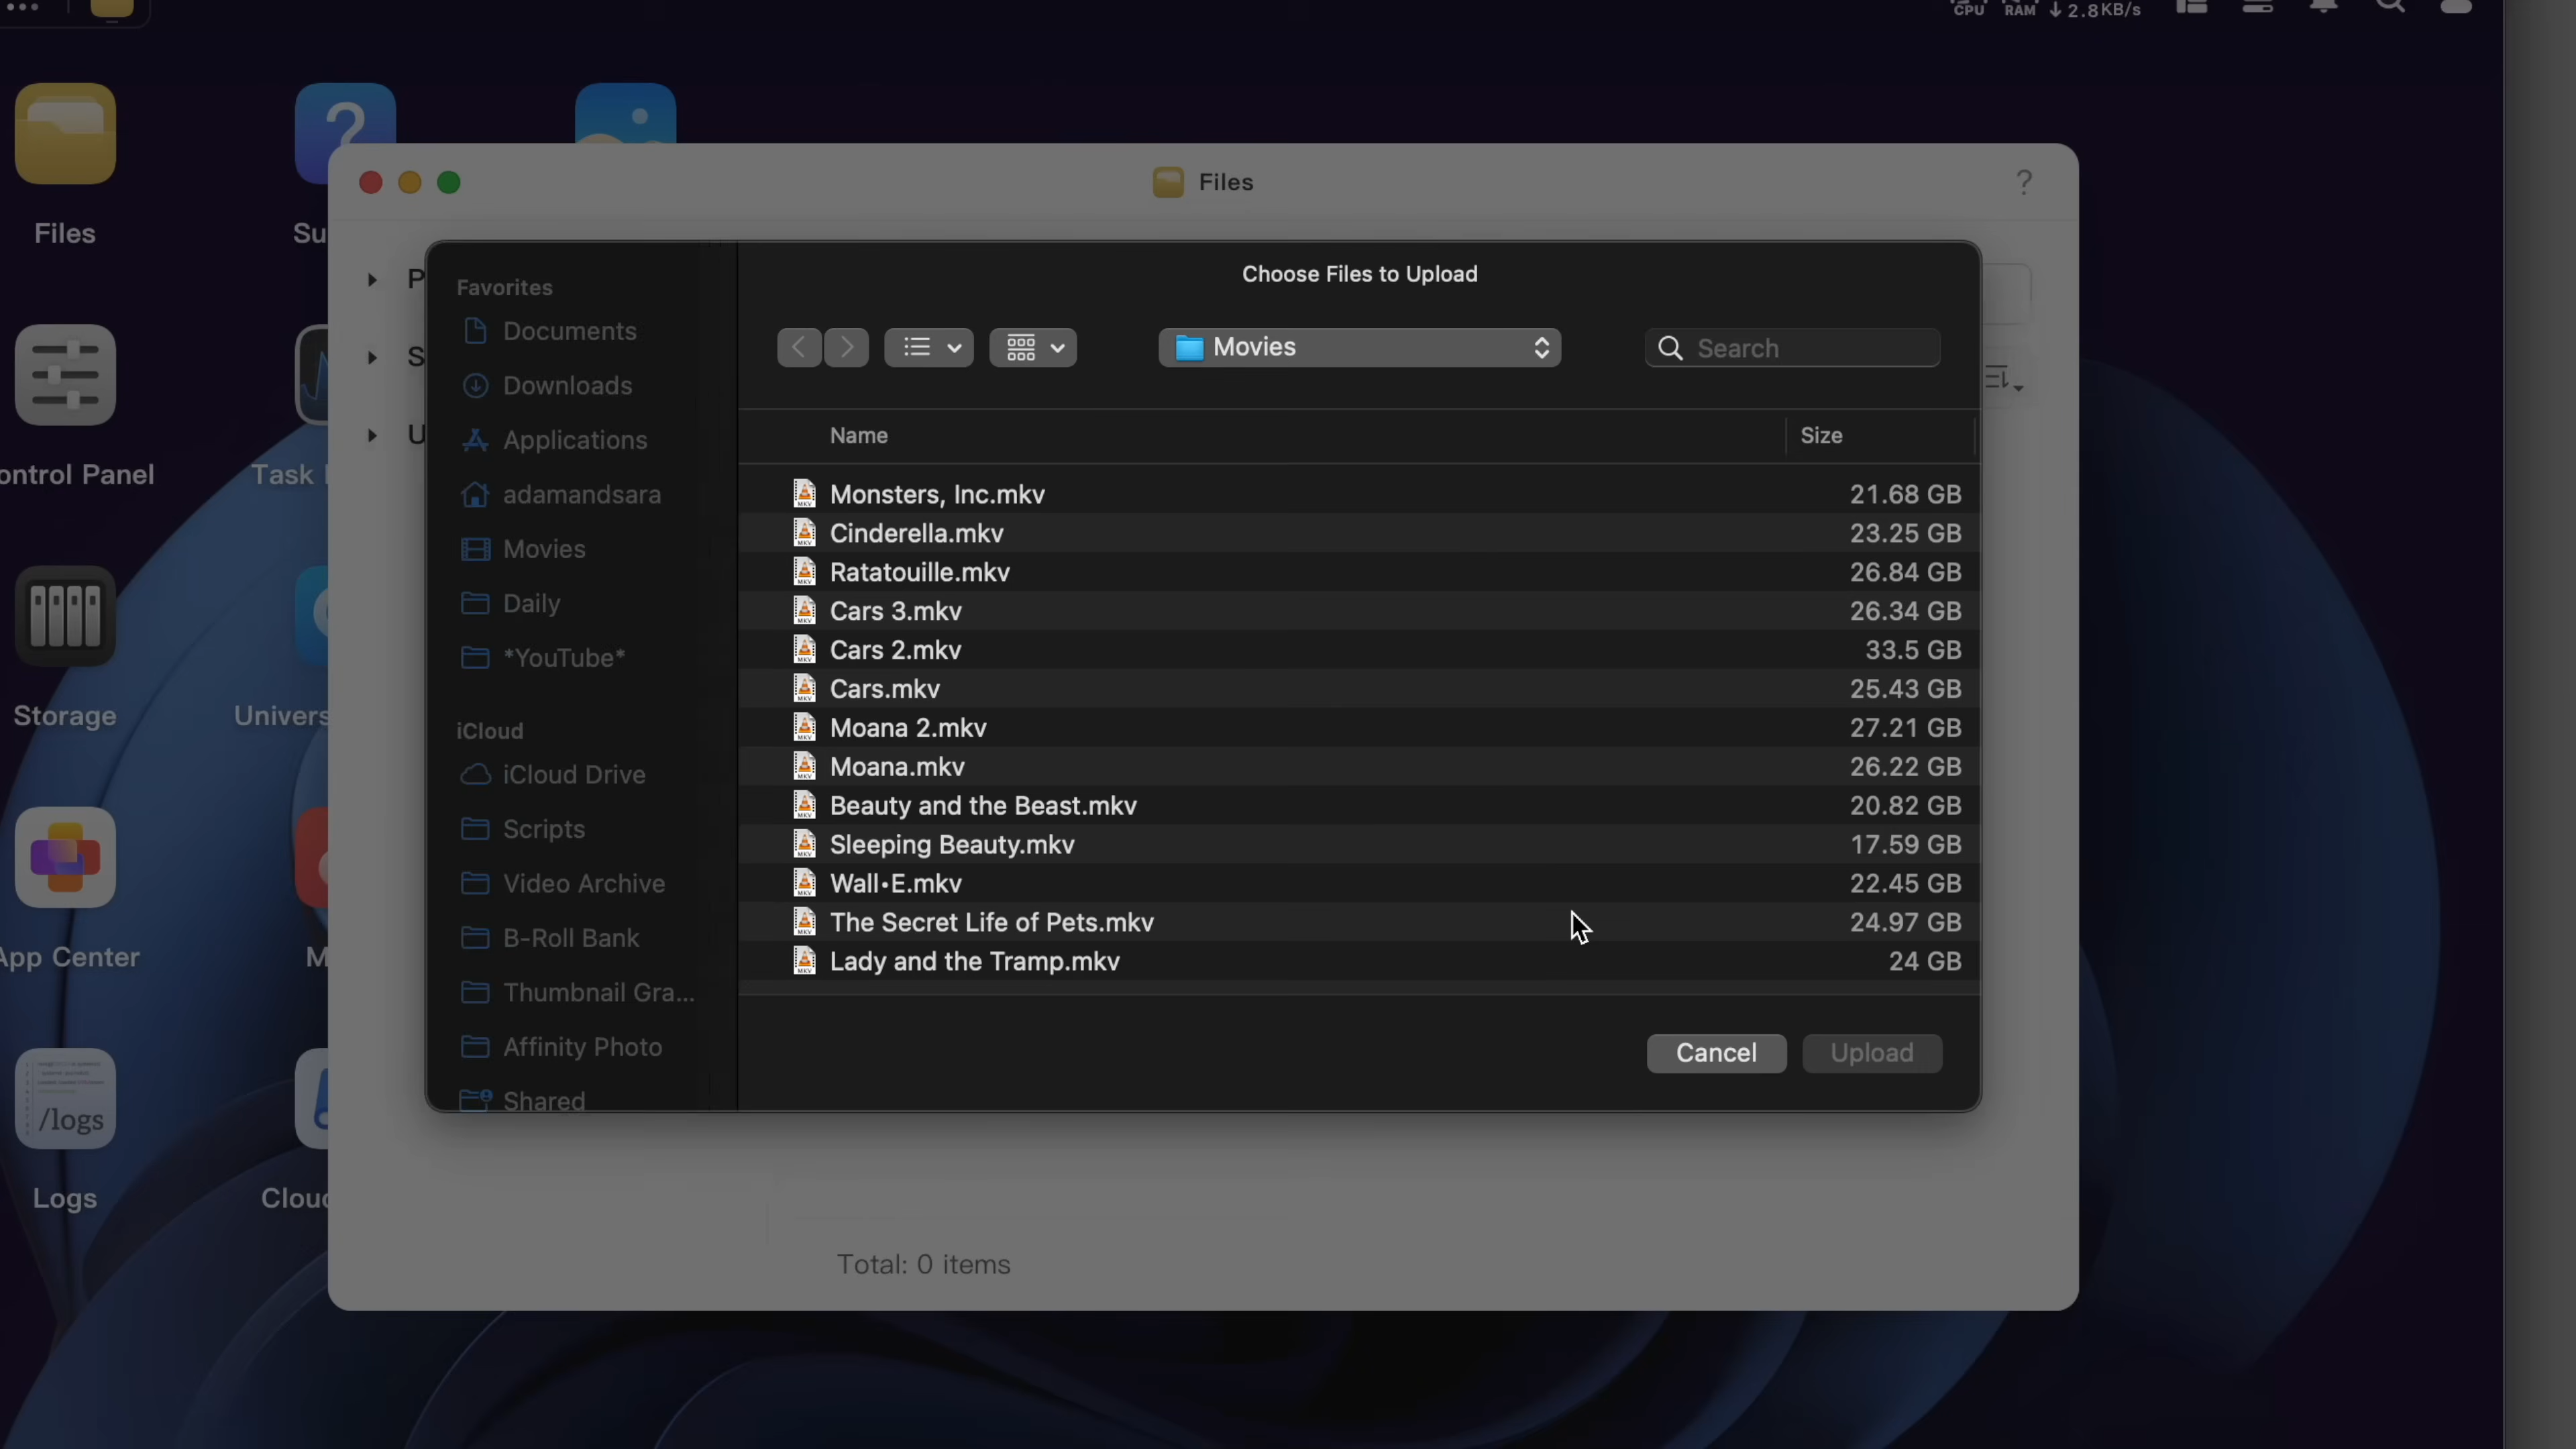 CPU RAM ↓ 2.8KB/s
Files
Files
?
Su
Control Panel
Task
Storage
Univers
App Center
M
/logs
Logs
Clou
P
S
U
Favorites
Documents
Downloads
Applications
adamandsara
Movies
Daily
*YouTube*
iCloud
iCloud Drive
Scripts
Video Archive
B-Roll Bank
Thumbnail Gra...
Affinity Photo
Shared
Choose Files to Upload
Movies
Search
Name Size
Monsters, Inc.mkv 21.68 GB
Cinderella.mkv 23.25 GB
Ratatouille.mkv 26.84 GB
Cars 3.mkv 26.34 GB
Cars 2.mkv 33.5 GB
Cars.mkv 25.43 GB
Moana 2.mkv 27.21 GB
Moana.mkv 26.22 GB
Beauty and the Beast.mkv 20.82 GB
Sleeping Beauty.mkv 17.59 GB
Wall•E.mkv 22.45 GB
The Secret Life of Pets.mkv 24.97 GB
Lady and the Tramp.mkv 24 GB
Cancel Upload
Total: 0 items